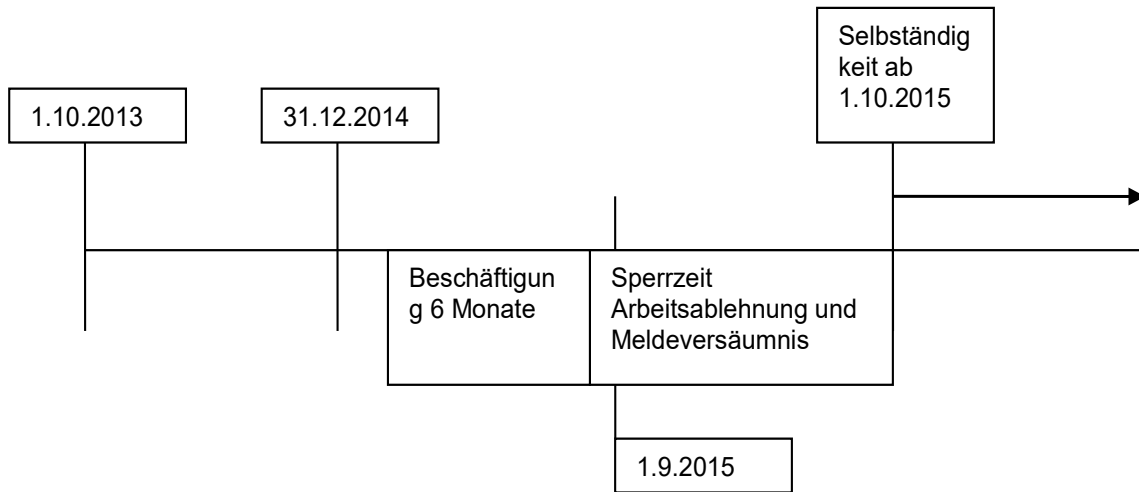 Selbständig
keit ab
1.10.2015
1.10.2013
31.12.2014
Beschäftigun
g 6 Monate
Sperrzeit
Arbeitsablehnung und
Meldeversäumnis
1.9.2015